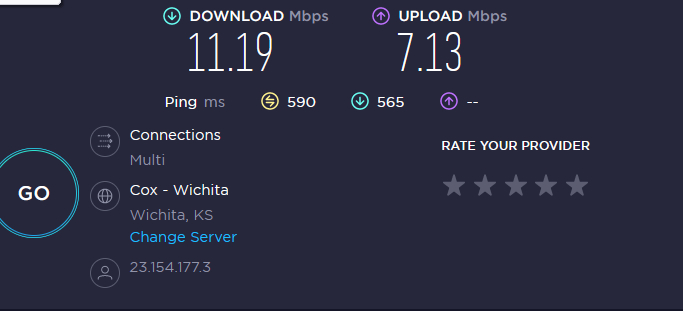 DOWNLOAD Mbps
UPLOAD Mbps
11.19
7.13
Ping ms 590 565 --
Connections
Multi
GO
Cox - Wichita
Wichita, KS
Change Server
23.154.177.3
RATE YOUR PROVIDER